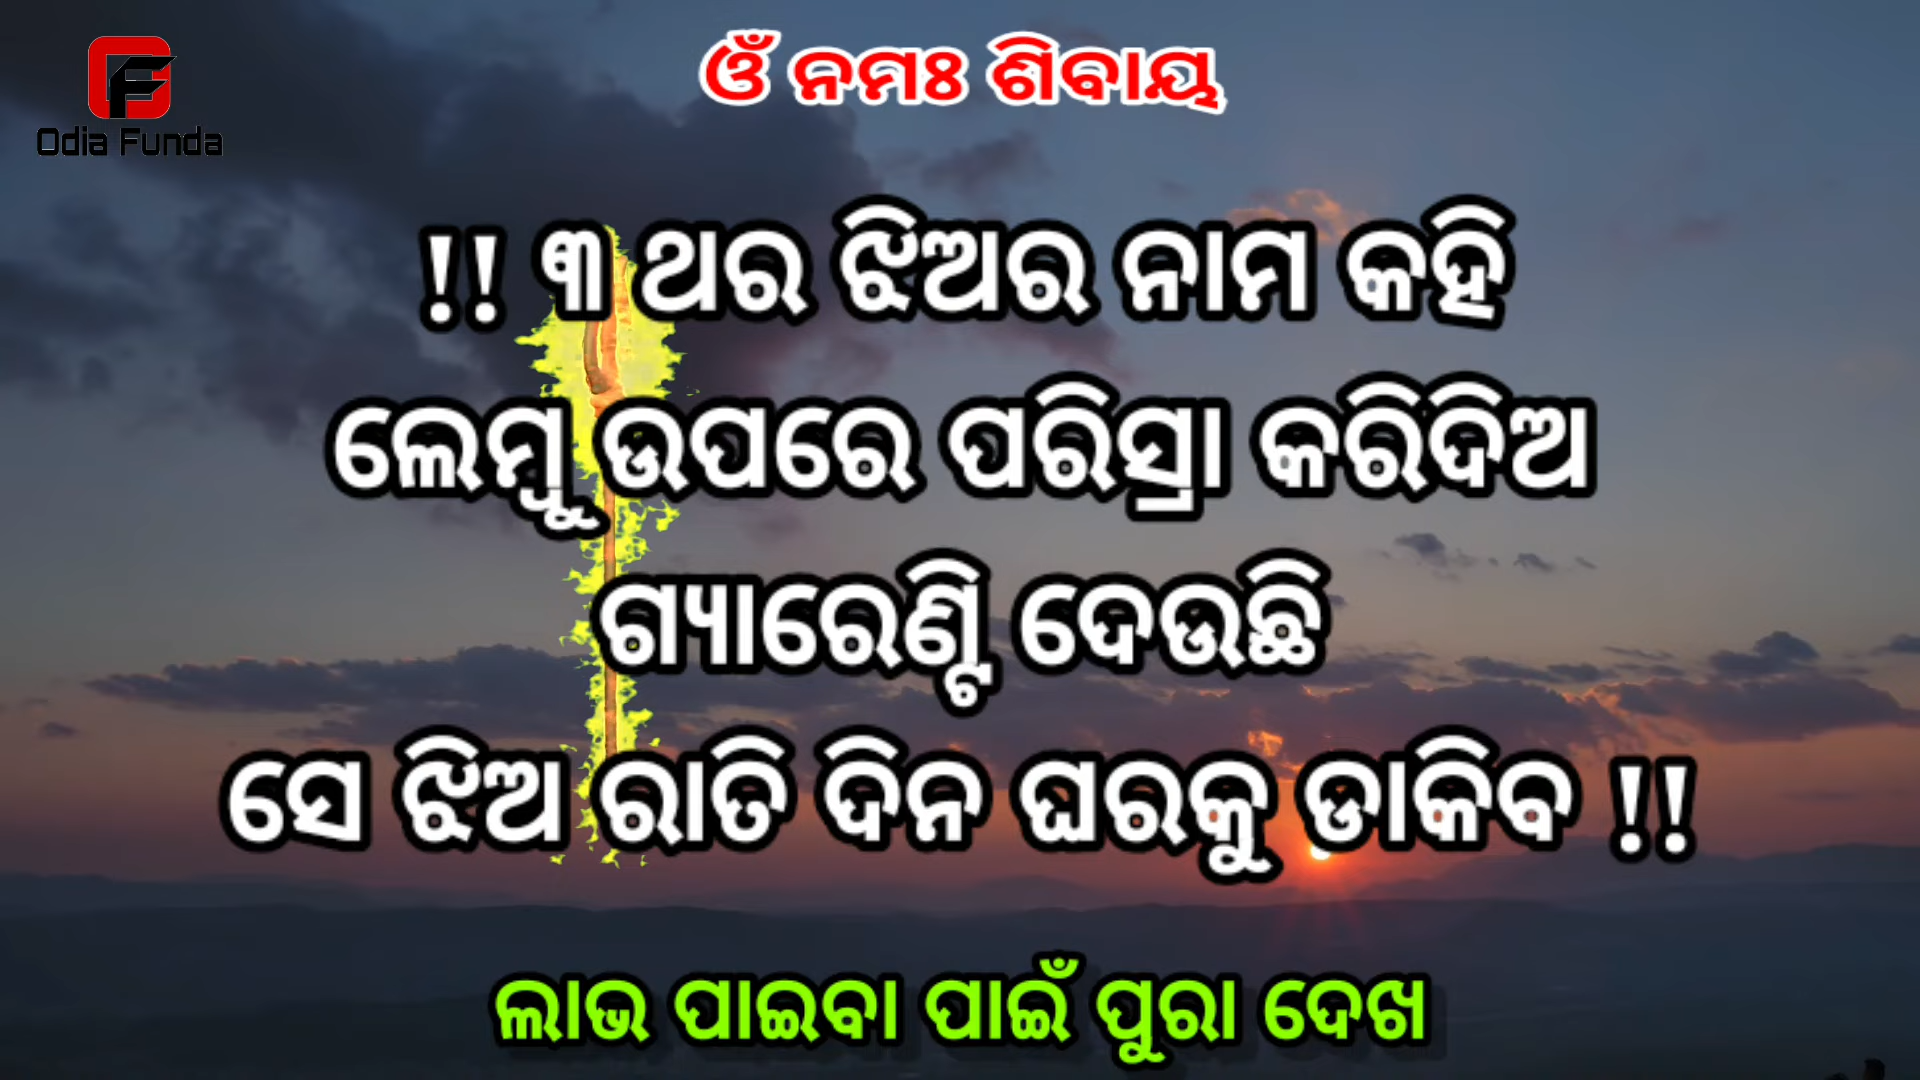 Odia Funda
ଓଁ ନମଃ ଶିବାୟ
!! ୩ ଥର ଝିଅର ନାମ କହି
ଲେମ୍ବୁ ଉପରେ ପରିସ୍ରା କରିଦିଅ
ଗ୍ୟାରେଣ୍ଟି ଦେଉଛି
ସେ ଝିଅ ରାତି ଦିନ ଘରକୁ ଡାକିବ !!
ଲାଭ ପାଇବା ପାଇଁ ପୁରା ଦେଖ